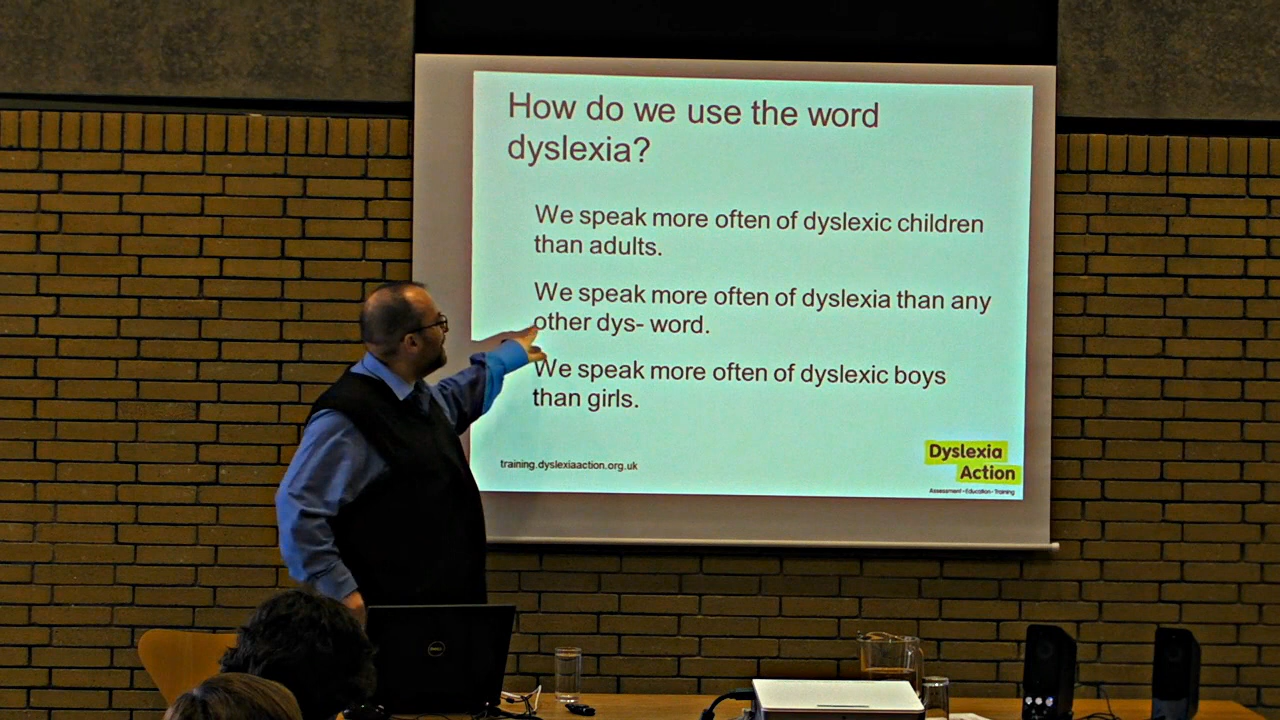 How do we use the word
dyslexia?
We speak more often of dyslexic children
than adults.
We speak more often of dyslexia than any
other dys- word.
We speak more often of dyslexic boys
than girls.
training.dyslexiaaction.org.uk
Dyslexia
Action
Assessment • Education • Training
DELL